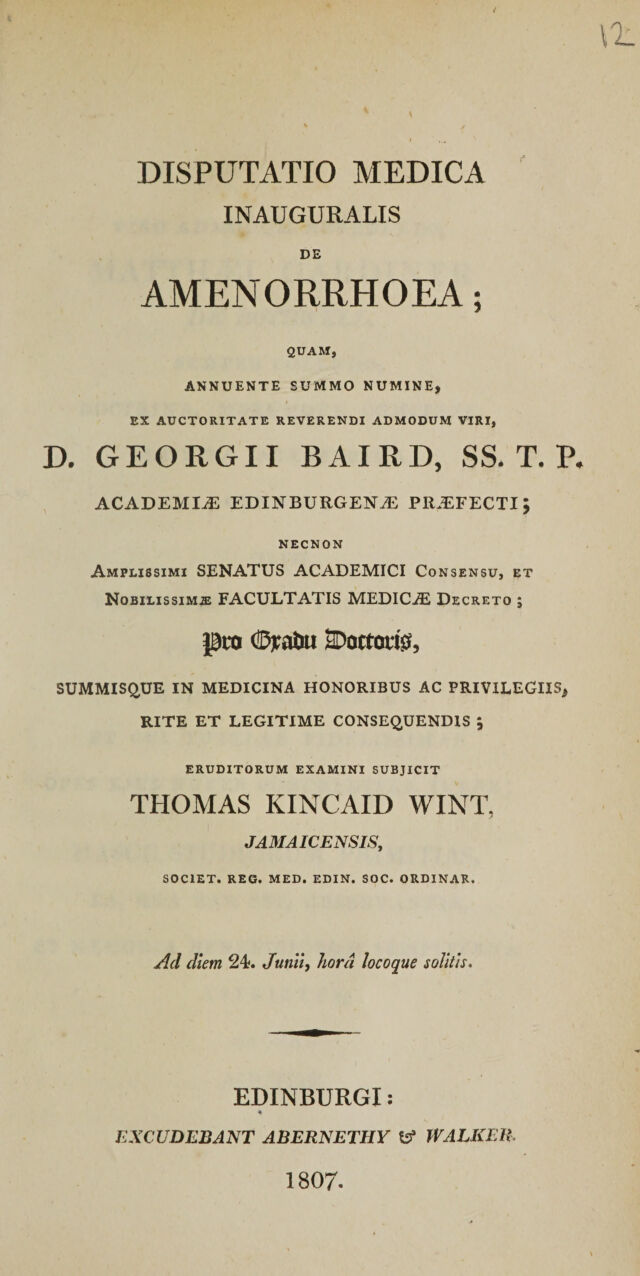 12
DISPUTATIO MEDICA
INAUGURALIS
DE
AMENORRHOEA;
QUAM,
ANNUENTE SUMMO NUMINE,
EX AUCTORITATE REVERENDI ADMODUM VIRI,
D. GEORGII BAIRD, SS. T. P.
ACADEMIÆ EDINBURGENÆ PRÆFECTI;
NECNON
AMPLISSIMI SENATUS ACADEMICI CONSENSU, ET
NOBILISSIMÆ FACULTATIS MEDICÆ DECRETO;
Pro Gradu Doctoris,
SUMMISQUE IN MEDICINA HONORIBUS AC PRIVILEGIIS,
RITE ET LEGITIME CONSEQUENDIS;
ERUDITORUM EXAMINI SUBJICIT
THOMAS KINCAID WINT,
JAMAICENSIS,
SOCIET. REG. MED. EDIN. SOC. ORDINAR.
Ad diem 24. Junii, horâ locoque solitis.
EDINBURGI:
EXCUDEBANT ABERNETHY & WALKER.
1807.